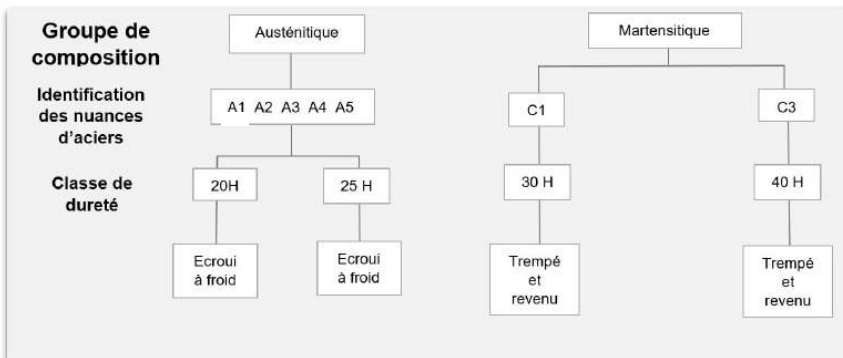 Groupe de
composition
Austénitique
Martensitique
Identification
des nuances
d'aciers
A1 A2 A3 A4 A5
C1
C3
Classe de
dureté
20H
25 H
30 H
40 H
Ecroui
à froid
Ecroui
à froid
Trempé
et
revenu
Trempé
et
revenu